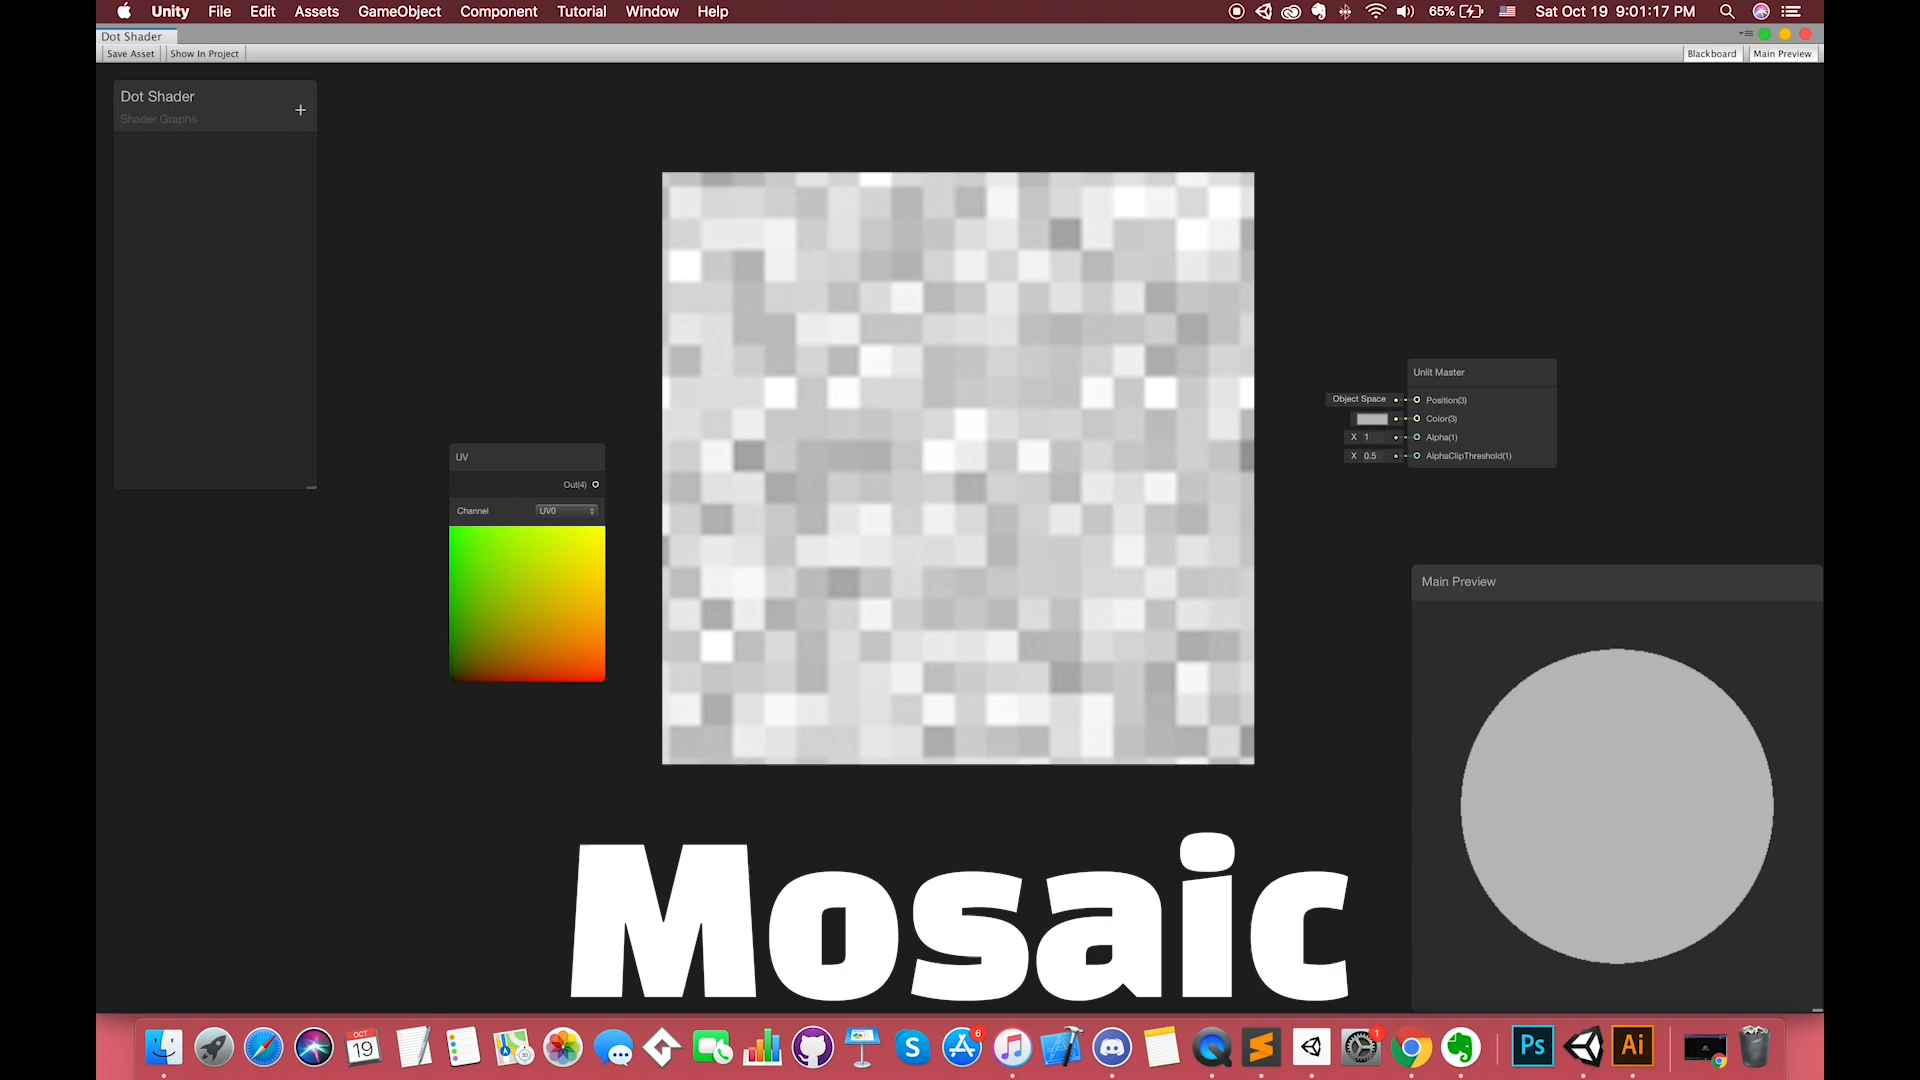 Unity File Edit Assets GameObject Component Tutorial Window Help 65% Sat Oct 19 9:01:17 PM
Dot Shader
Save Asset Show In Project Blackboard Main Preview
Dot Shader
+
Shader Graphs
Unlit Master
Object Space Position(3)
Color(3)
X 1 Alpha(1)
X 0.5 AlphaClipThreshold(1)
UV
Out(4)
Channel UV0
Main Preview
Mosaic
OCT
19
6
1
S
Ps
Ai